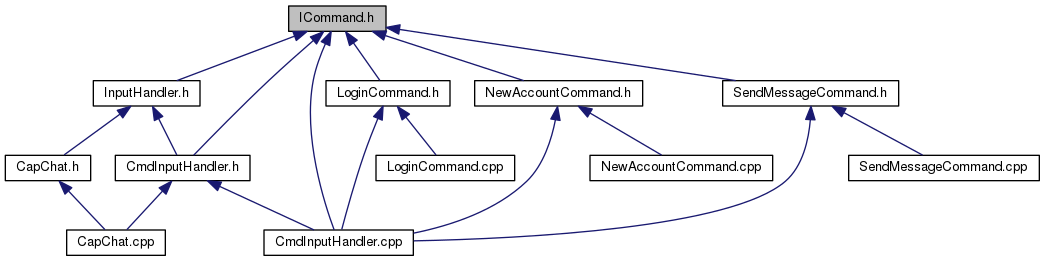 ICommand.h
InputHandler.h
LoginCommand.h
NewAccountCommand.h
SendMessageCommand.h
CapChat.h
CmdInputHandler.h
LoginCommand.cpp
NewAccountCommand.cpp
SendMessageCommand.cpp
CapChat.cpp
CmdInputHandler.cpp